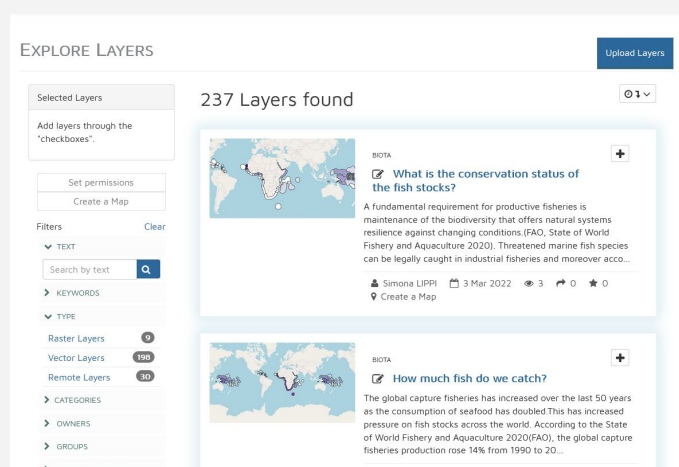 EXPLORE LAYERS
Upload Layers
Selected Layers
Add layers through the
"checkboxes".
Set permissions
Create a Map
Filters
Clear
TEXT
Search by text
KEYWORDS
TYPE
Raster Layers 9
Vector Layers 198
Remote Layers 30
CATEGORIES
OWNERS
GROUPS
237 Layers found
BIOTA
What is the conservation status of
the fish stocks?
A fundamental requirement for productive fisheries is
maintenance of the biodiversity that offers natural systems
resilience against changing conditions.(FAO, State of World
Fishery and Aquaculture 2020). Threatened marine fish species
can be legally caught in industrial fisheries and moreover acco...
Simona LIPPI 3 Mar 2022 3 0 0
Create a Map
BIOTA
How much fish do we catch?
The global capture fisheries has increased over the last 50 years
as the consumption of seafood has doubled.This has increased
pressure on fish stocks across the world. According to the State
of World Fishery and Aquaculture 2020(FAO), the global capture
fisheries production rose 14% from 1990 to 20...